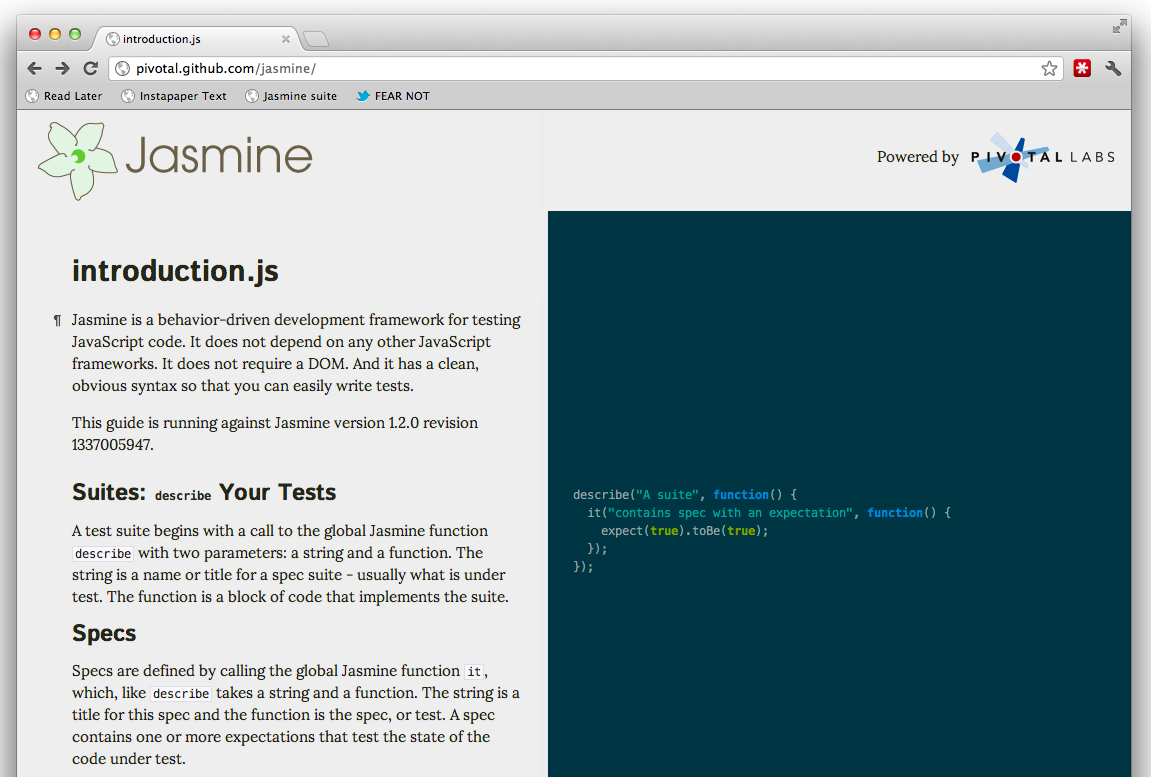 introduction.js
pivotal.github.com/jasmine/
Read Later
Instapaper Text
Jasmine suite
FEAR NOT
Jasmine
Powered by
PIVOTAL LABS
introduction.js
¶ Jasmine is a behavior-driven development framework for testing
JavaScript code. It does not depend on any other JavaScript
frameworks. It does not require a DOM. And it has a clean,
obvious syntax so that you can easily write tests.
This guide is running against Jasmine version 1.2.0 revision
1337005947.
Suites: describe Your Tests
A test suite begins with a call to the global Jasmine function
describe with two parameters: a string and a function. The
string is a name or title for a spec suite - usually what is under
test. The function is a block of code that implements the suite.
Specs
Specs are defined by calling the global Jasmine function it,
which, like describe takes a string and a function. The string is a
title for this spec and the function is the spec, or test. A spec
contains one or more expectations that test the state of the
code under test.
describe("A suite", function() {
  it("contains spec with an expectation", function() {
    expect(true).toBe(true);
  });
});